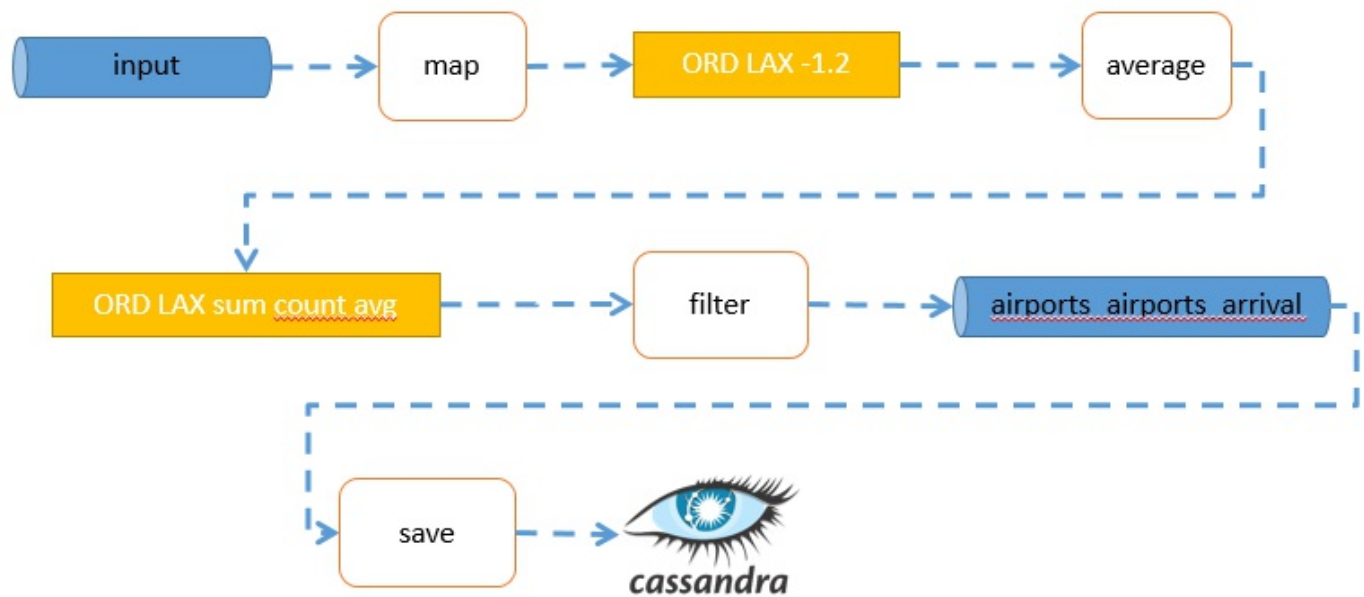 input
map
ORD LAX -1.2
average
ORD LAX sum count avg
filter
airports_airports_arrival
save
cassandra